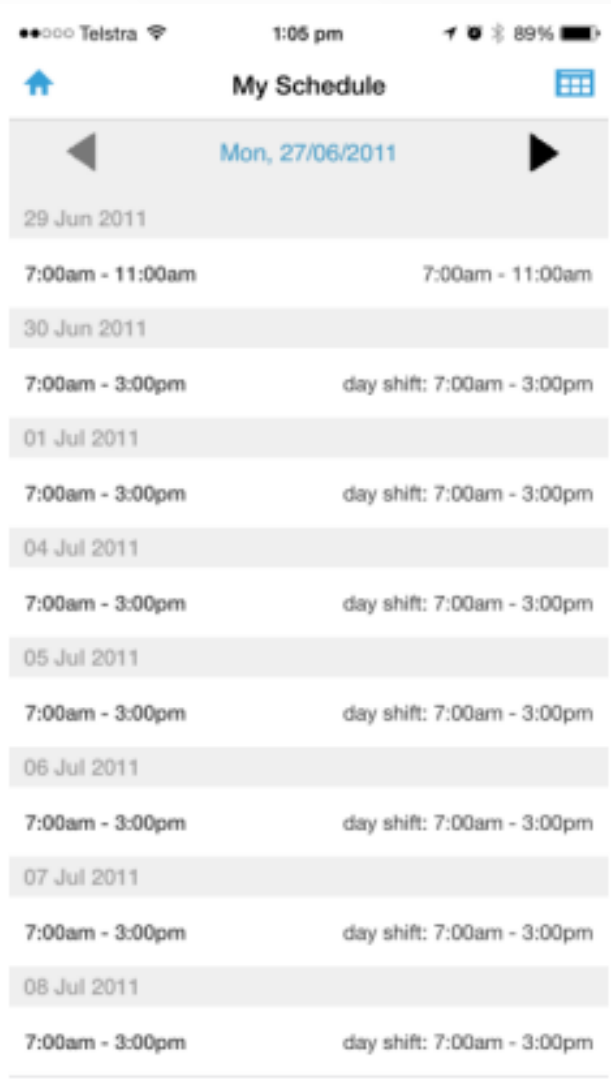 Telstra 1:05 pm 89%
My Schedule
Mon, 27/06/2011
29 Jun 2011
7:00am - 11:00am 7:00am - 11:00am
30 Jun 2011
7:00am - 3:00pm day shift: 7:00am - 3:00pm
01 Jul 2011
7:00am - 3:00pm day shift: 7:00am - 3:00pm
04 Jul 2011
7:00am - 3:00pm day shift: 7:00am - 3:00pm
05 Jul 2011
7:00am - 3:00pm day shift: 7:00am - 3:00pm
06 Jul 2011
7:00am - 3:00pm day shift: 7:00am - 3:00pm
07 Jul 2011
7:00am - 3:00pm day shift: 7:00am - 3:00pm
08 Jul 2011
7:00am - 3:00pm day shift: 7:00am - 3:00pm